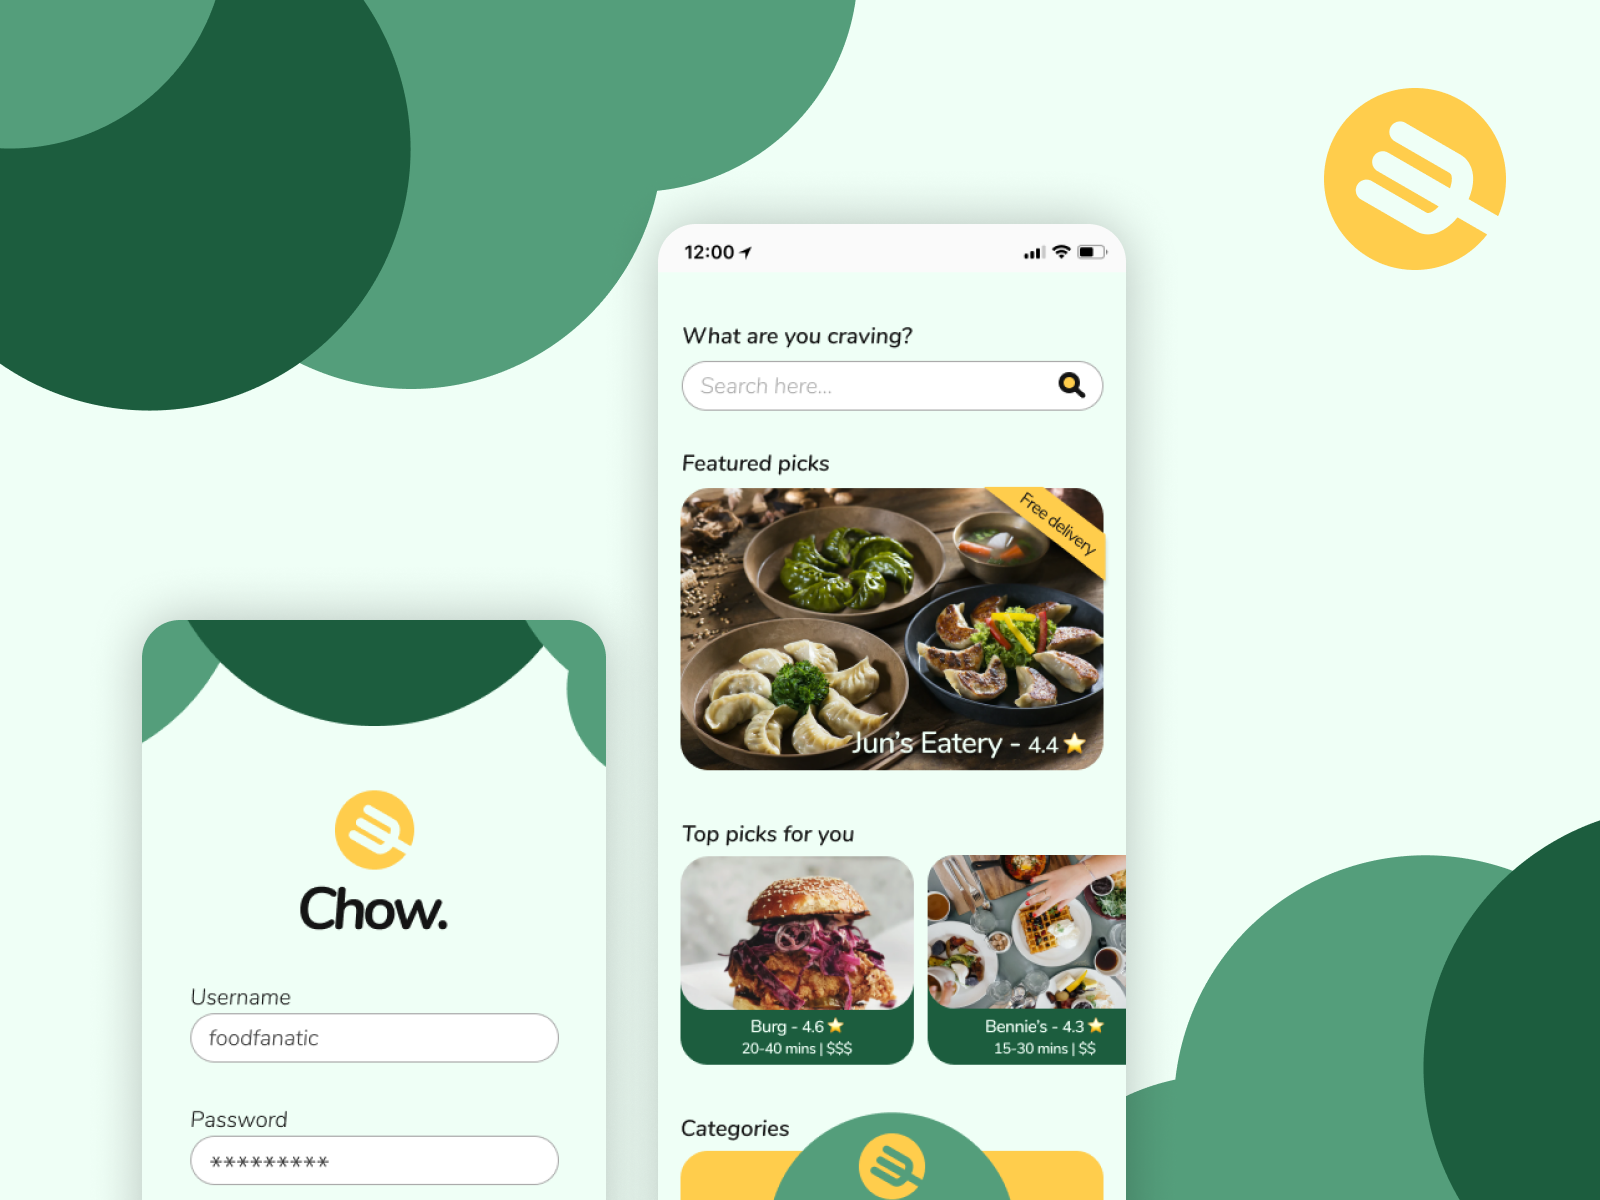 12:00
What are you craving?
Search here...
Featured picks
Free delivery
Jun's Eatery - 4.4
Top picks for you
Burg - 4.6
20-40 mins | $$$
Bennie's - 4.3
15-30 mins | $$
Categories
Chow.
Username
foodfanatic
Password
*********